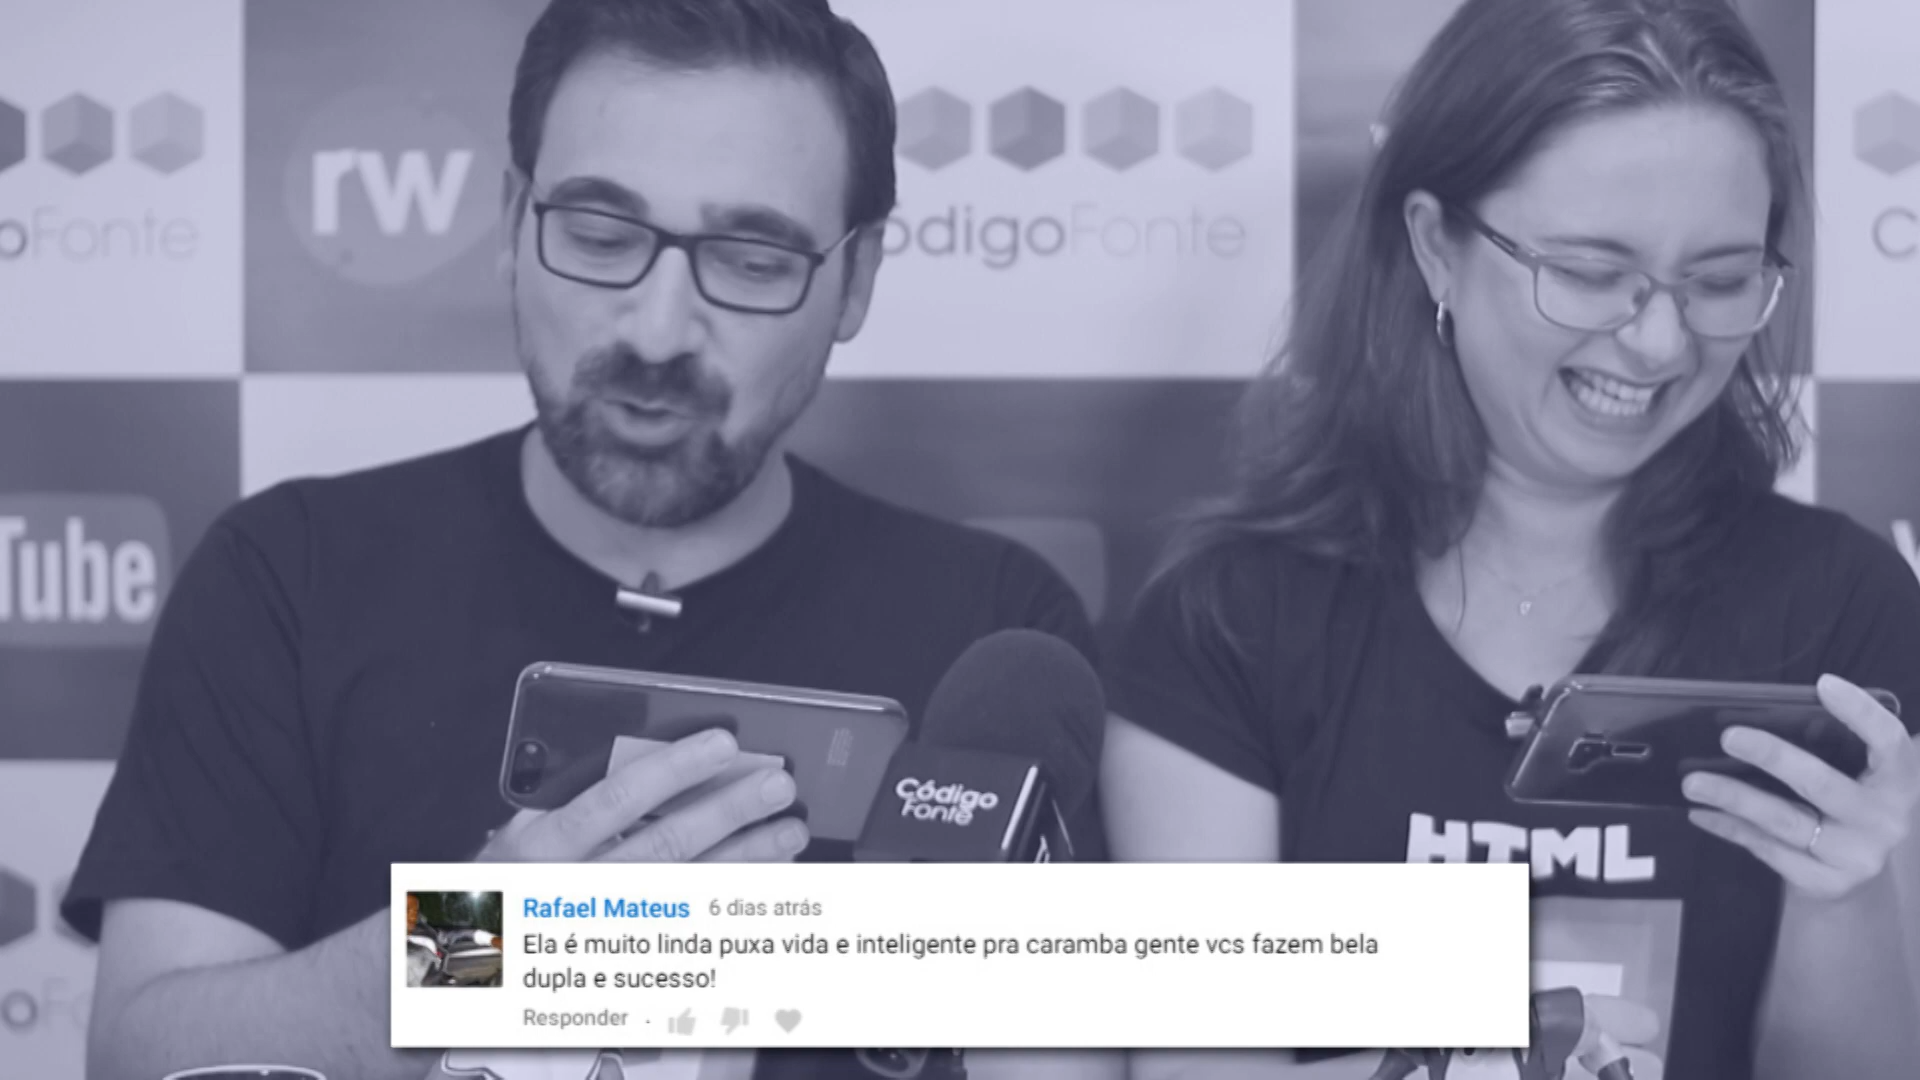 oFonte
rw
ódigoFonte
C
Tube
Código
Fonte
HTML
Rafael Mateus 6 dias atrás
Ela é muito linda puxa vida e inteligente pra caramba gente vcs fazem bela
dupla e sucesso!
Responder
oFo